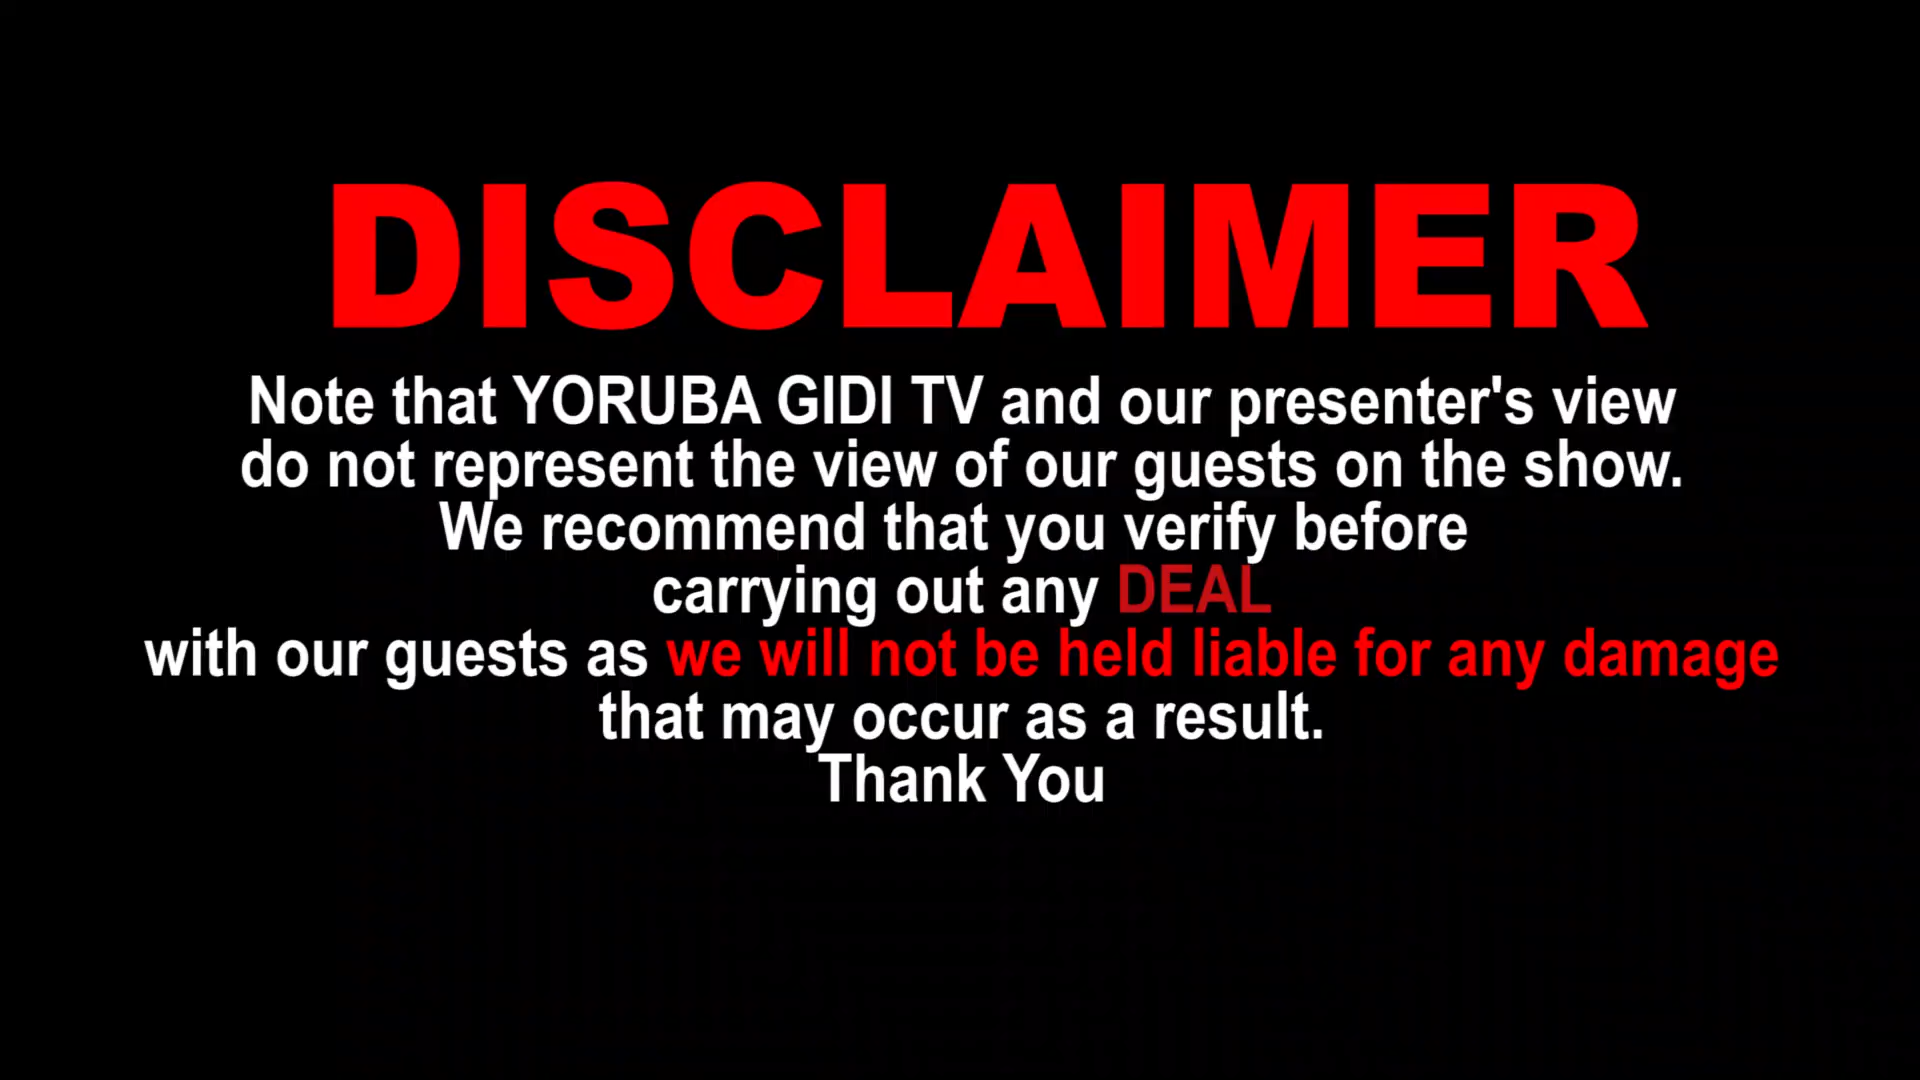 DISCLAIMER
Note that YORUBA GIDI TV and our presenter's view
do not represent the view of our guests on the show.
We recommend that you verify before
carrying out any DEAL
with our guests as we will not be held liable for any damage
that may occur as a result.
Thank You